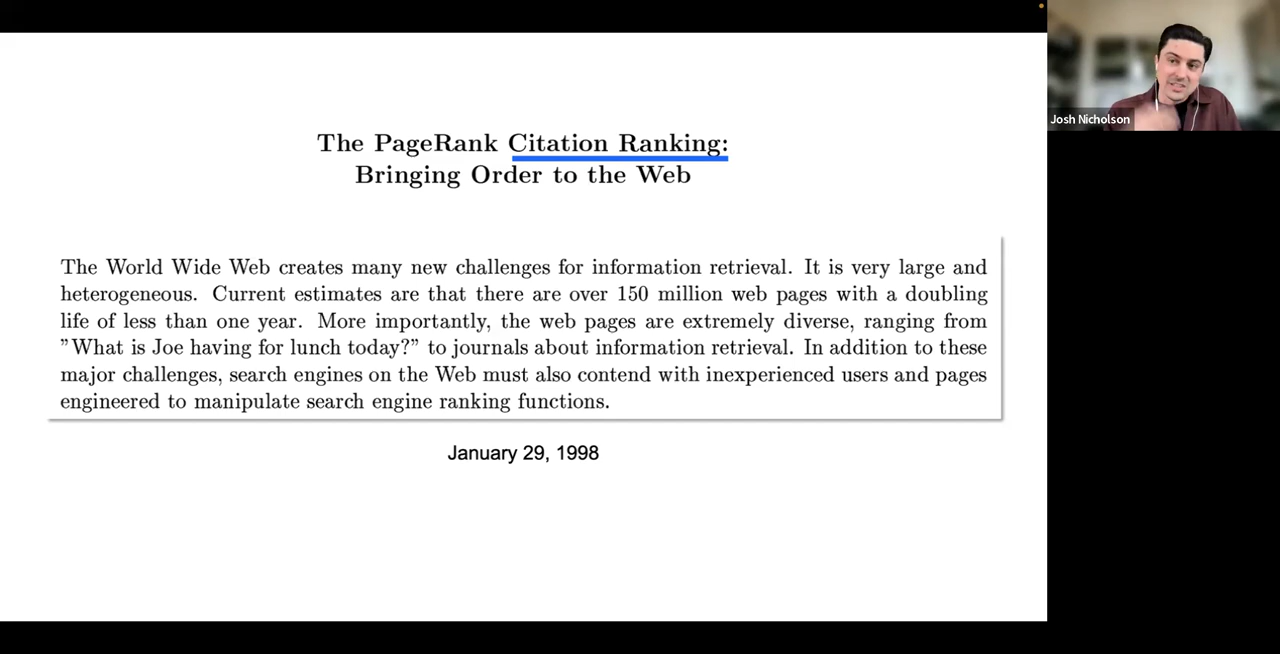 The PageRank Citation Ranking:
Bringing Order to the Web
The World Wide Web creates many new challenges for information retrieval. It is very large and
heterogeneous. Current estimates are that there are over 150 million web pages with a doubling
life of less than one year. More importantly, the web pages are extremely diverse, ranging from
"What is Joe having for lunch today?" to journals about information retrieval. In addition to these
major challenges, search engines on the Web must also contend with inexperienced users and pages
engineered to manipulate search engine ranking functions.
January 29, 1998
Josh Nicholson